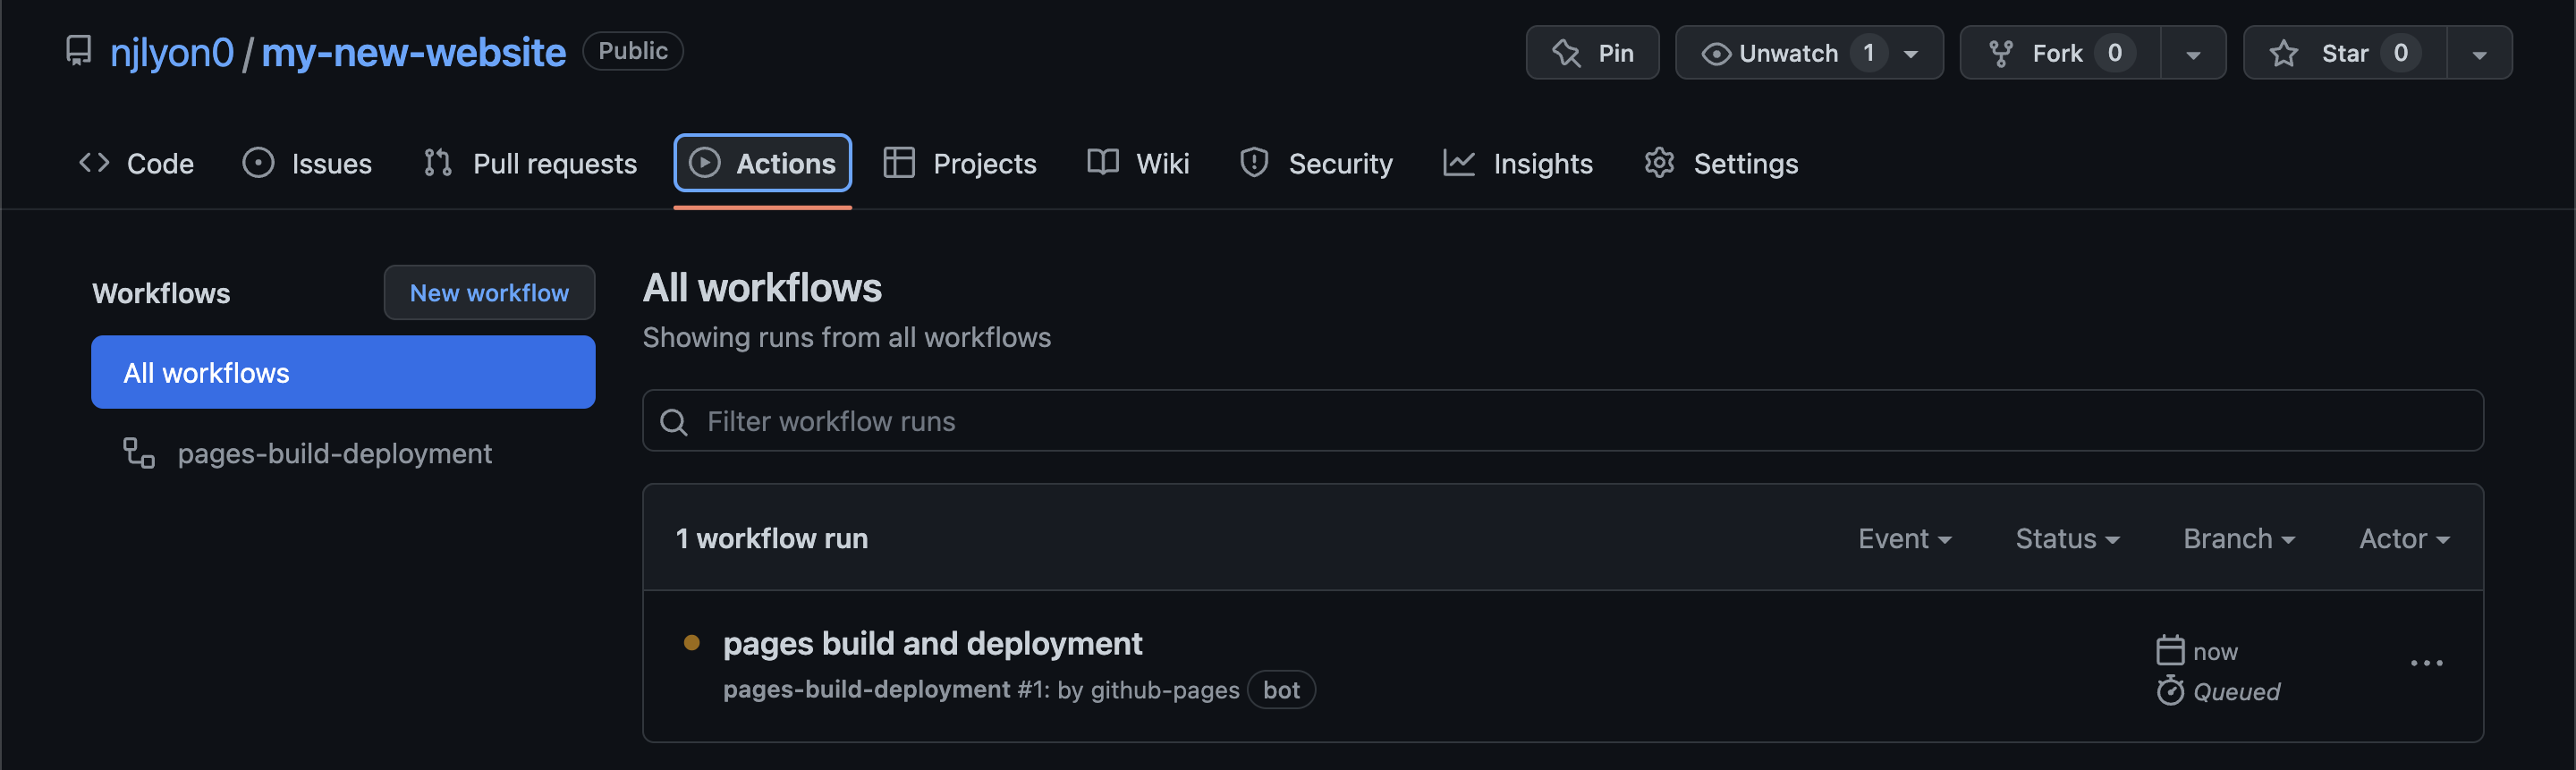 njlyon0 / my-new-website Public Pin Unwatch 1 Fork 0 Star 0
Code Issues Pull requests Actions Projects Wiki Security Insights Settings
Workflows New workflow
All workflows
pages-build-deployment
All workflows
Showing runs from all workflows
Filter workflow runs
1 workflow run Event Status Branch Actor
pages build and deployment
pages-build-deployment #1: by github-pages bot
now
Queued